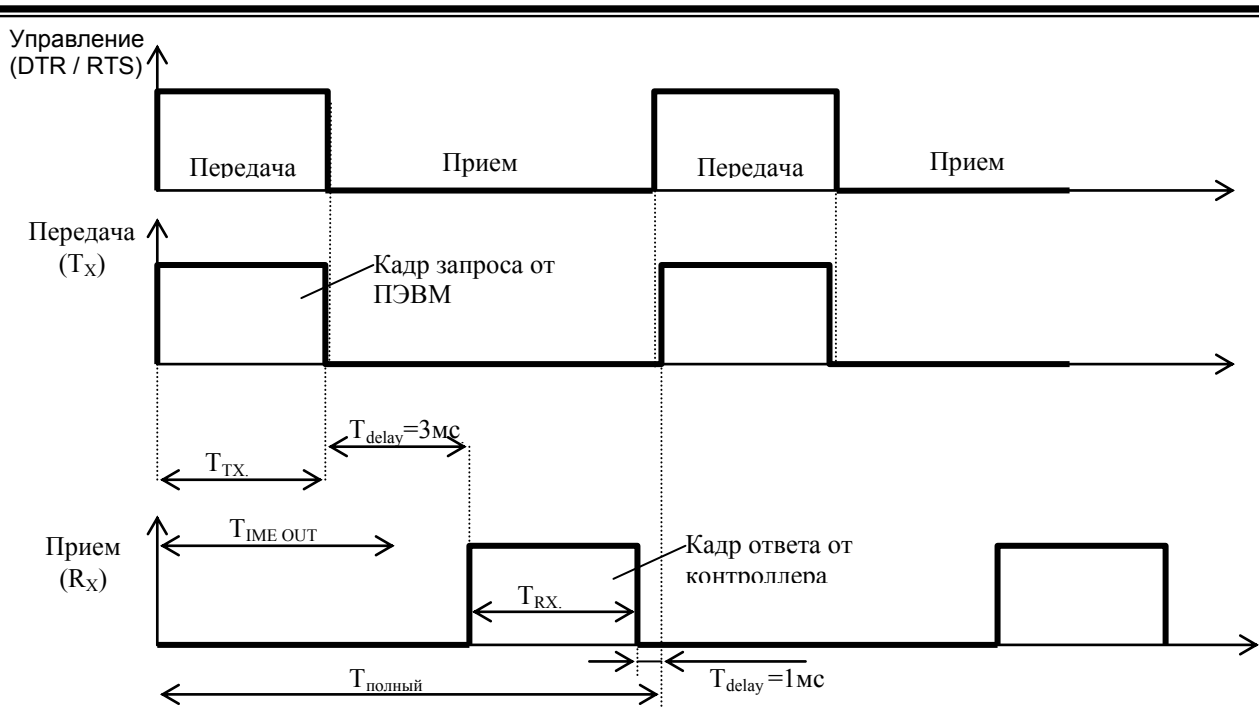 Управление
(DTR / RTS)
Передача
Прием
Передача
Прием
Передача
(TX)
Кадр запроса от
ПЭВМ
Tdelay=3мс
TTX.
Прием
(RX)
TIME OUT
Кадр ответа от
контроллера
TRX.
Tполный
Tdelay=1мс